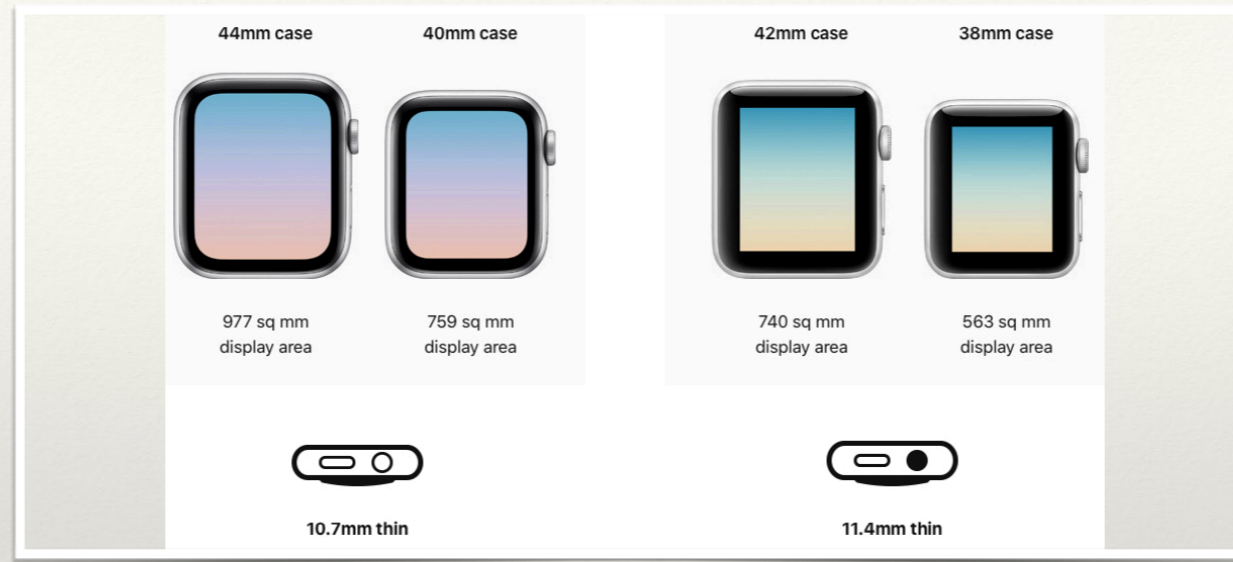 44mm case
40mm case
42mm case
38mm case
977 sq mm
display area
759 sq mm
display area
740 sq mm
display area
563 sq mm
display area
10.7mm thin
11.4mm thin